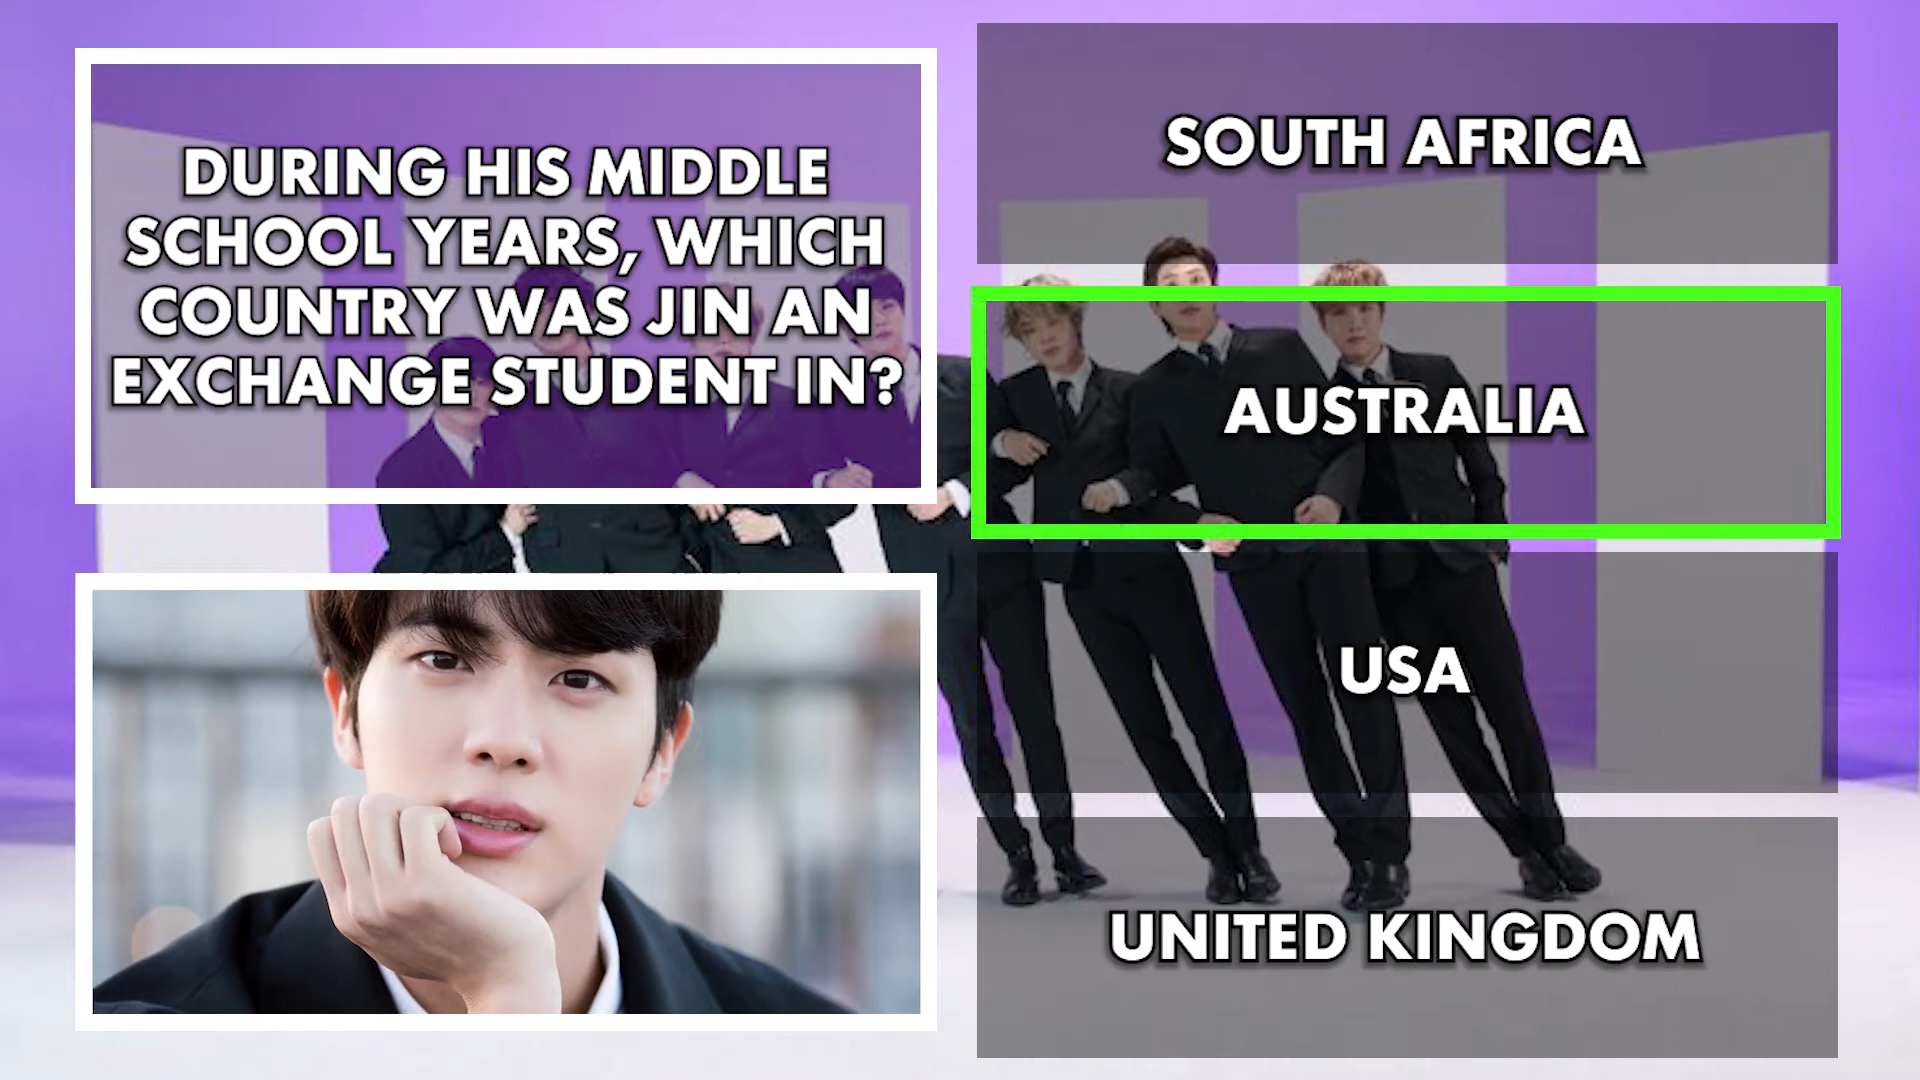 DURING HIS MIDDLE
SCHOOL YEARS, WHICH
COUNTRY WAS JIN AN
EXCHANGE STUDENT IN?
SOUTH AFRICA
AUSTRALIA
USA
UNITED KINGDOM